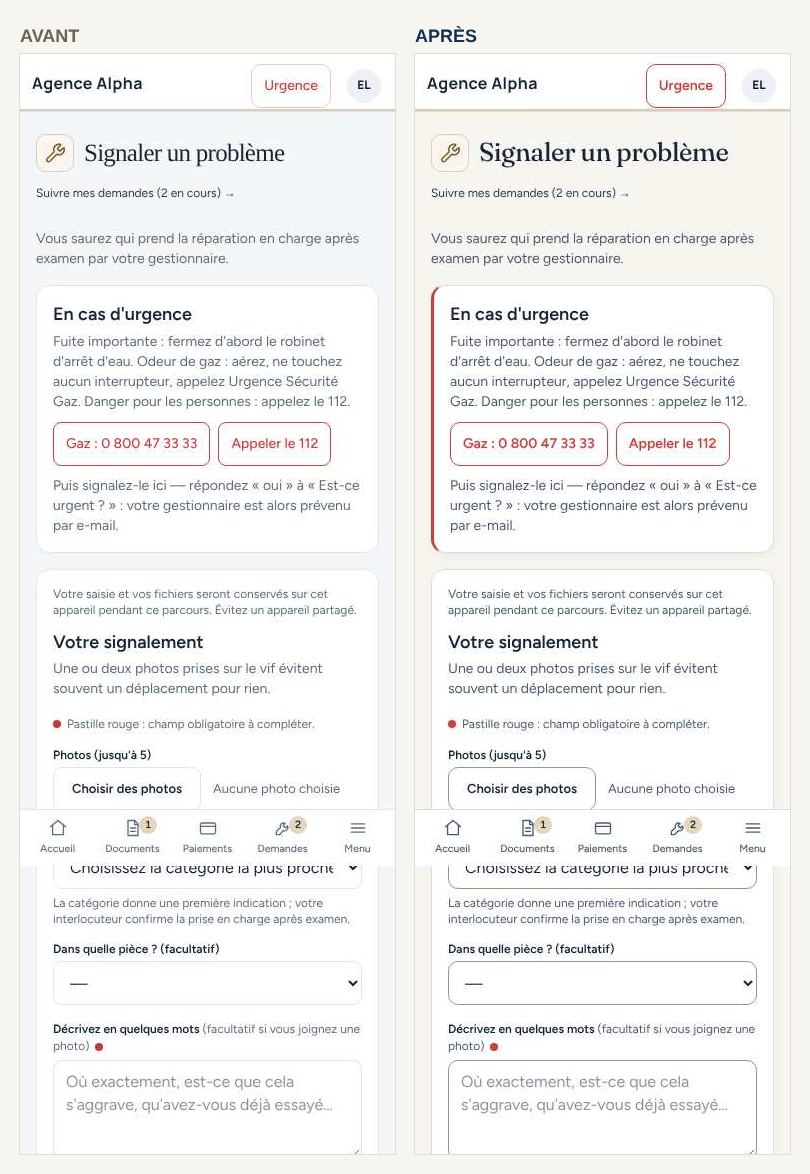 AVANT
Agence Alpha
Urgence
EL
Signaler un problème
Suivre mes demandes (2 en cours) →
Vous saurez qui prend la réparation en charge après
examen par votre gestionnaire.
En cas d'urgence
Fuite importante : fermez d'abord le robinet
d'arrêt d'eau. Odeur de gaz : aérez, ne touchez
aucun interrupteur, appelez Urgence Sécurité
Gaz. Danger pour les personnes : appelez le 112.
Gaz : 0 800 47 33 33
Appeler le 112
Puis signalez-le ici — répondez « oui » à « Est-ce
urgent ? » : votre gestionnaire est alors prévenu
par e-mail.
Votre saisie et vos fichiers seront conservés sur cet
appareil pendant ce parcours. Évitez un appareil partagé.
Votre signalement
Une ou deux photos prises sur le vif évitent
souvent un déplacement pour rien.
Pastille rouge : champ obligatoire à compléter.
Photos (jusqu'à 5)
Choisir des photos
Aucune photo choisie
1
2
Accueil
Documents
Paiements
Demandes
Menu
Choisissez la catégorie la plus proche
La catégorie donne une première indication ; votre
interlocuteur confirme la prise en charge après examen.
Dans quelle pièce ? (facultatif)
—
Décrivez en quelques mots (facultatif si vous joignez une
photo)
Où exactement, est-ce que cela
s'aggrave, qu'avez-vous déjà essayé…
APRÈS
Agence Alpha
Urgence
EL
Signaler un problème
Suivre mes demandes (2 en cours) →
Vous saurez qui prend la réparation en charge après
examen par votre gestionnaire.
En cas d'urgence
Fuite importante : fermez d'abord le robinet
d'arrêt d'eau. Odeur de gaz : aérez, ne touchez
aucun interrupteur, appelez Urgence Sécurité
Gaz. Danger pour les personnes : appelez le 112.
Gaz : 0 800 47 33 33
Appeler le 112
Puis signalez-le ici — répondez « oui » à « Est-ce
urgent ? » : votre gestionnaire est alors prévenu
par e-mail.
Votre saisie et vos fichiers seront conservés sur cet
appareil pendant ce parcours. Évitez un appareil partagé.
Votre signalement
Une ou deux photos prises sur le vif évitent
souvent un déplacement pour rien.
Pastille rouge : champ obligatoire à compléter.
Photos (jusqu'à 5)
Choisir des photos
Aucune photo choisie
1
2
Accueil
Documents
Paiements
Demandes
Menu
Choisissez la catégorie la plus proche
La catégorie donne une première indication ; votre
interlocuteur confirme la prise en charge après examen.
Dans quelle pièce ? (facultatif)
—
Décrivez en quelques mots (facultatif si vous joignez une
photo)
Où exactement, est-ce que cela
s'aggrave, qu'avez-vous déjà essayé…